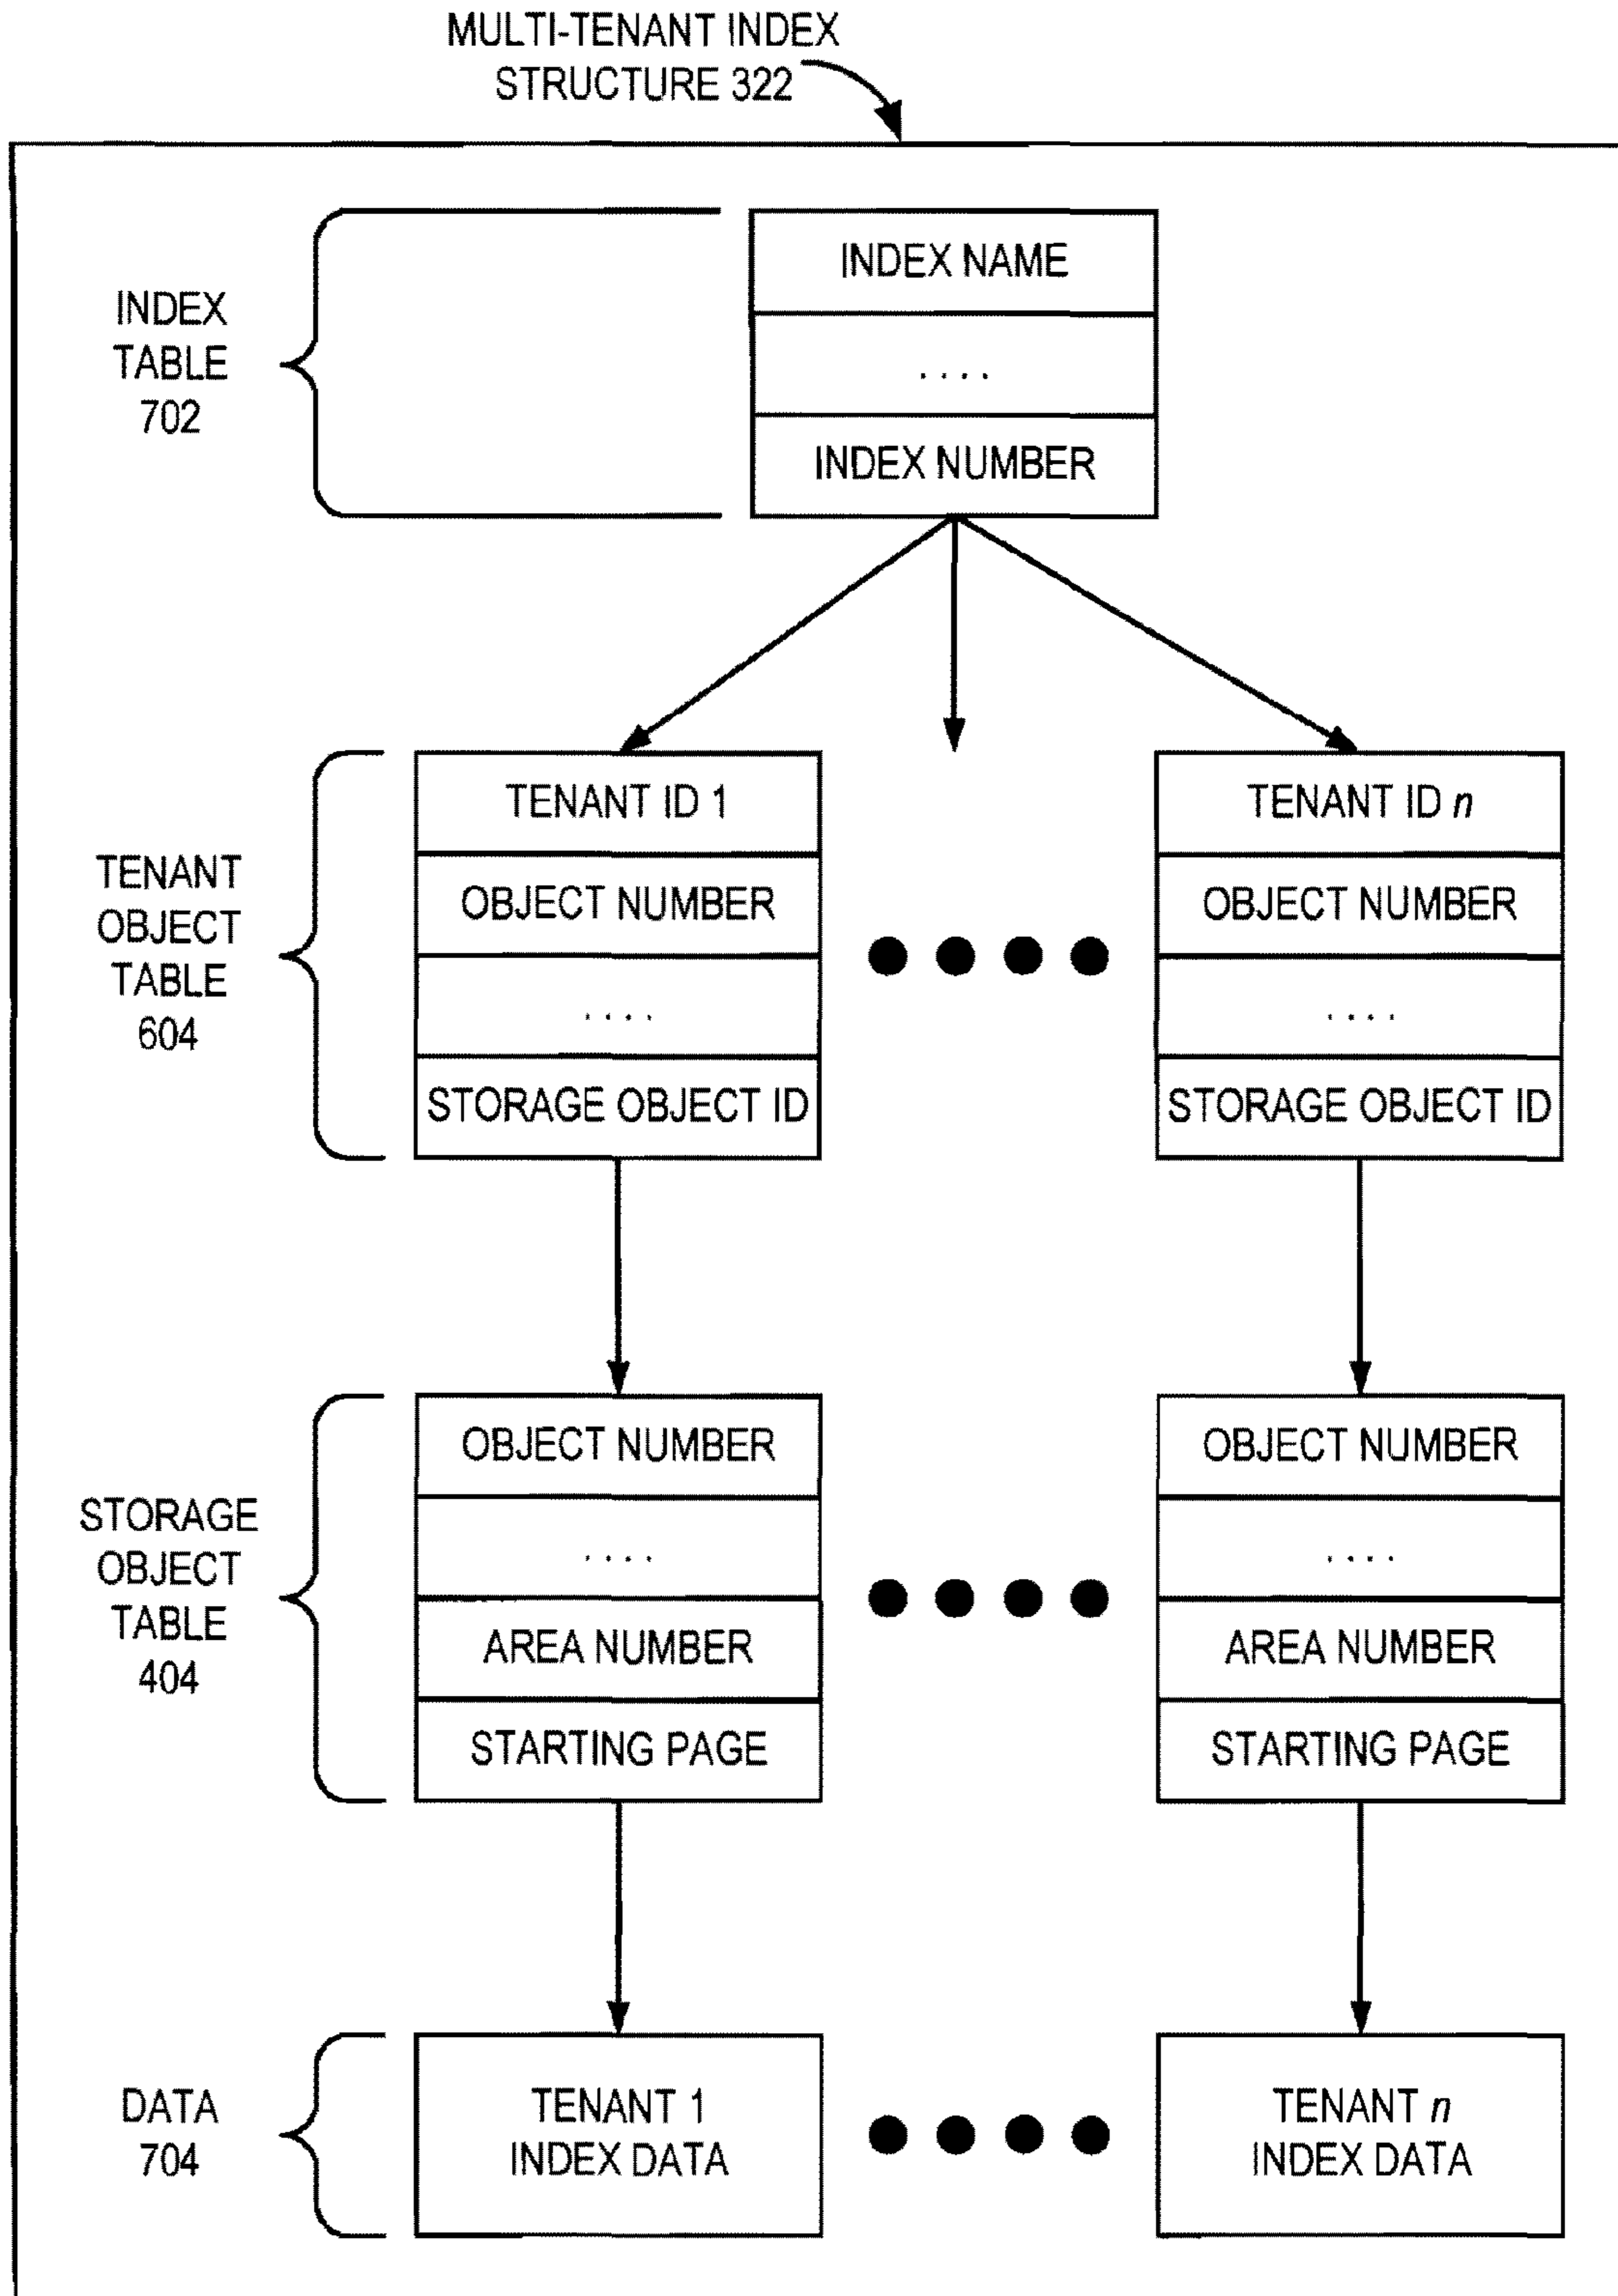 MULTI-TENANT INDEX
STRUCTURE 322
INDEX
TABLE
702
INDEX NAME
. . . .
INDEX NUMBER
TENANT
OBJECT
TABLE
604
TENANT ID 1
OBJECT NUMBER
. . . .
STORAGE OBJECT ID
TENANT ID n
OBJECT NUMBER
. . . .
STORAGE OBJECT ID
STORAGE
OBJECT
TABLE
404
OBJECT NUMBER
. . . .
AREA NUMBER
STARTING PAGE
OBJECT NUMBER
. . . .
AREA NUMBER
STARTING PAGE
DATA
704
TENANT 1
INDEX DATA
TENANT n
INDEX DATA